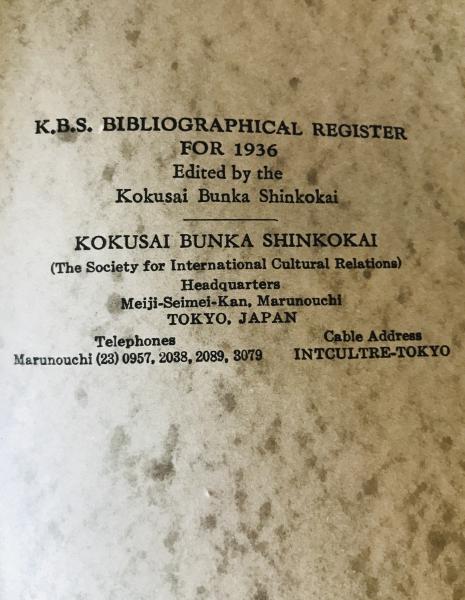 K.B.S. BIBLIOGRAPHICAL REGISTER
FOR 1936
Edited by the
Kokusai Bunka Shinkokai
KOKUSAI BUNKA SHINKOKAI
(The Society for International Cultural Relations)
Headquarters
Meiji-Seimei-Kan, Marunouchi
TOKYO, JAPAN
Telephones
Marunouchi (23) 0957, 2038, 2089, 3079
Cable Address
INTCULTRE-TOKYO